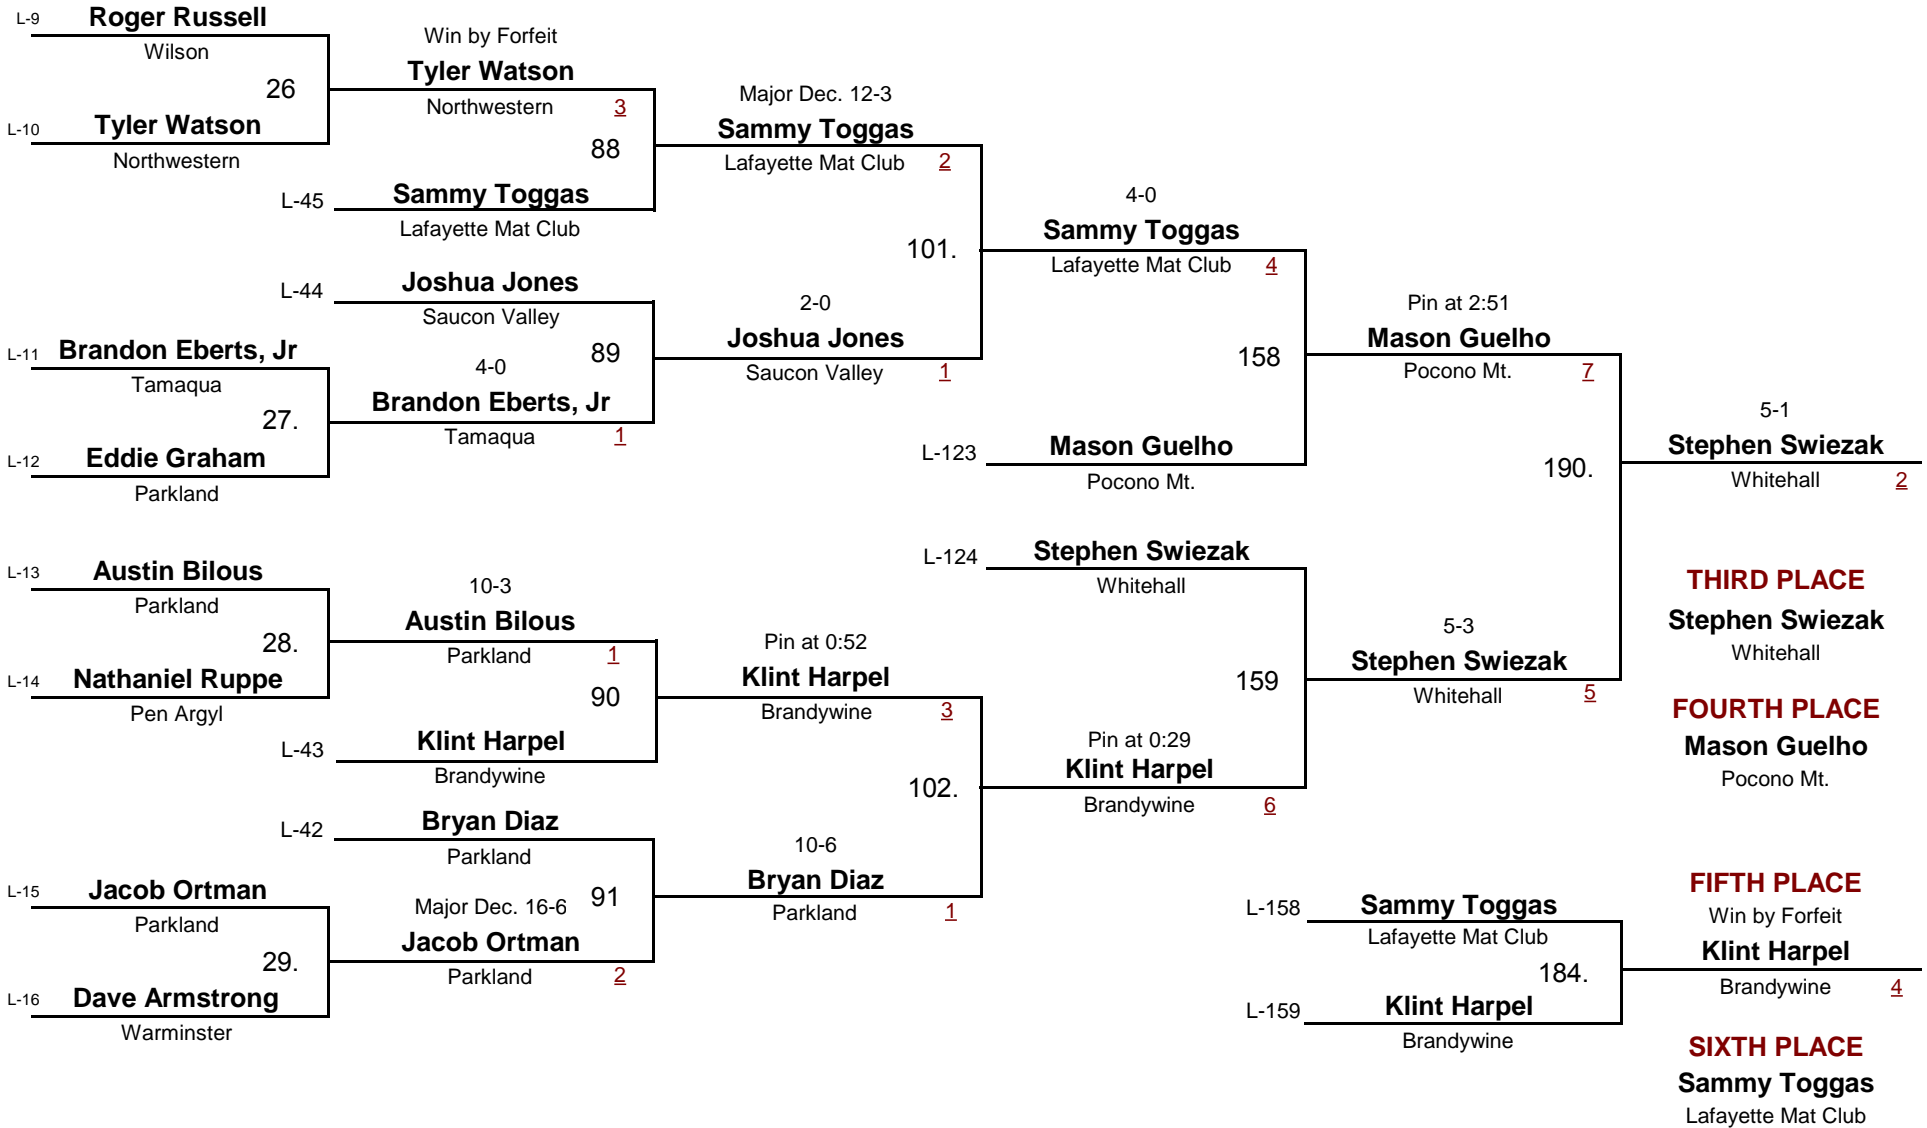 L-9 Roger Russell
Wilson
26
L-10 Tyler Watson
Northwestern
Win by Forfeit
Tyler Watson
Northwestern 3
88
L-45 Sammy Toggas
Lafayette Mat Club
Major Dec. 12-3
Sammy Toggas
Lafayette Mat Club 2
101.
L-44 Joshua Jones
Saucon Valley
89
L-11 Brandon Eberts, Jr
Tamaqua
27.
L-12 Eddie Graham
Parkland
4-0
Brandon Eberts, Jr
Tamaqua 1
2-0
Joshua Jones
Saucon Valley 1
4-0
Sammy Toggas
Lafayette Mat Club 4
158
L-123 Mason Guelho
Pocono Mt.
Pin at 2:51
Mason Guelho
Pocono Mt. 7
190.
5-1
Stephen Swiezak
Whitehall 2
L-13 Austin Bilous
Parkland
28.
L-14 Nathaniel Ruppe
Pen Argyl
10-3
Austin Bilous
Parkland 1
90
L-43 Klint Harpel
Brandywine
Pin at 0:52
Klint Harpel
Brandywine 3
102.
L-42 Bryan Diaz
Parkland
91
L-15 Jacob Ortman
Parkland
29.
L-16 Dave Armstrong
Warminster
Major Dec. 16-6
Jacob Ortman
Parkland 2
10-6
Bryan Diaz
Parkland 1
L-124 Stephen Swiezak
Whitehall
159
Pin at 0:29
Klint Harpel
Brandywine 6
5-3
Stephen Swiezak
Whitehall 5
THIRD PLACE
Stephen Swiezak
Whitehall
FOURTH PLACE
Mason Guelho
Pocono Mt.
L-158 Sammy Toggas
Lafayette Mat Club
184.
L-159 Klint Harpel
Brandywine
FIFTH PLACE
Win by Forfeit
Klint Harpel
Brandywine 4
SIXTH PLACE
Sammy Toggas
Lafayette Mat Club